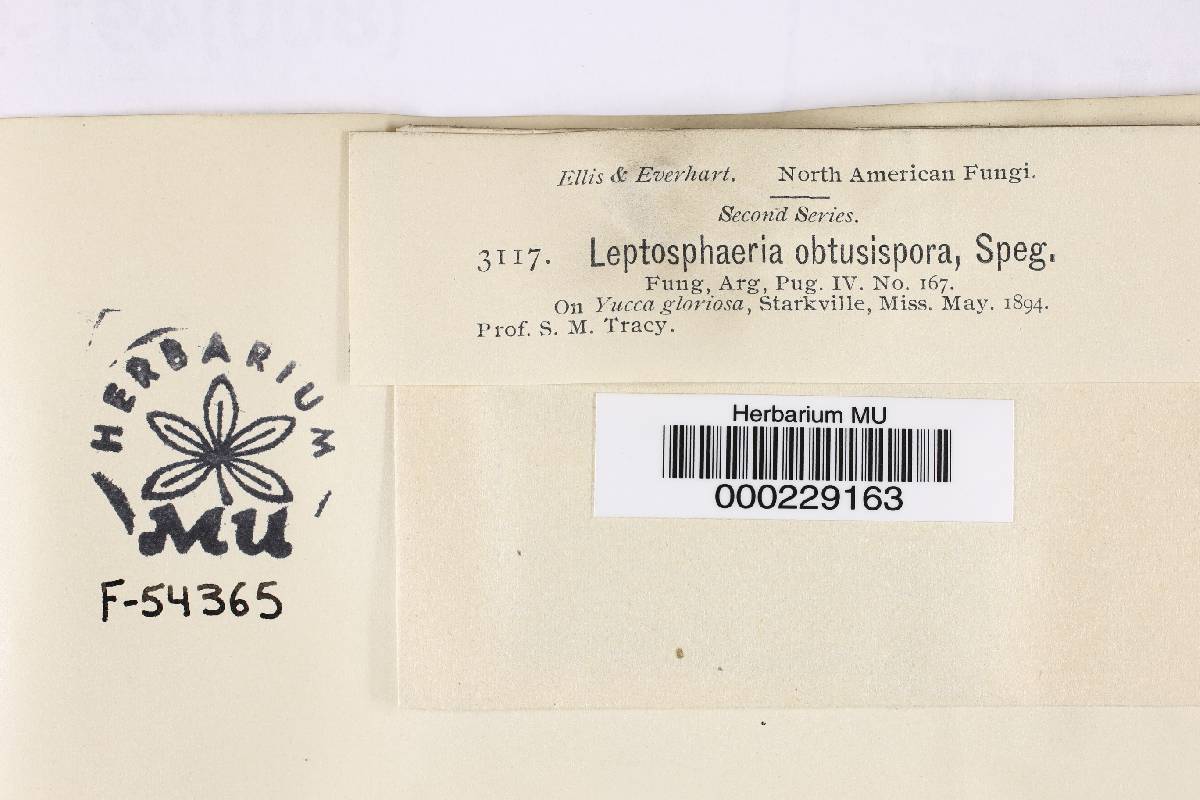 Ellis & Everhart. North American Fungi.
Second Series.
3117. Leptosphaeria obtusispora, Speg.
Fung, Arg, Pug. IV. No. 167.
On Yucca gloriosa, Starkville, Miss. May. 1894.
Prof. S. M. Tracy.
HERBARIUM
MU
F-54365
Herbarium MU
000229163